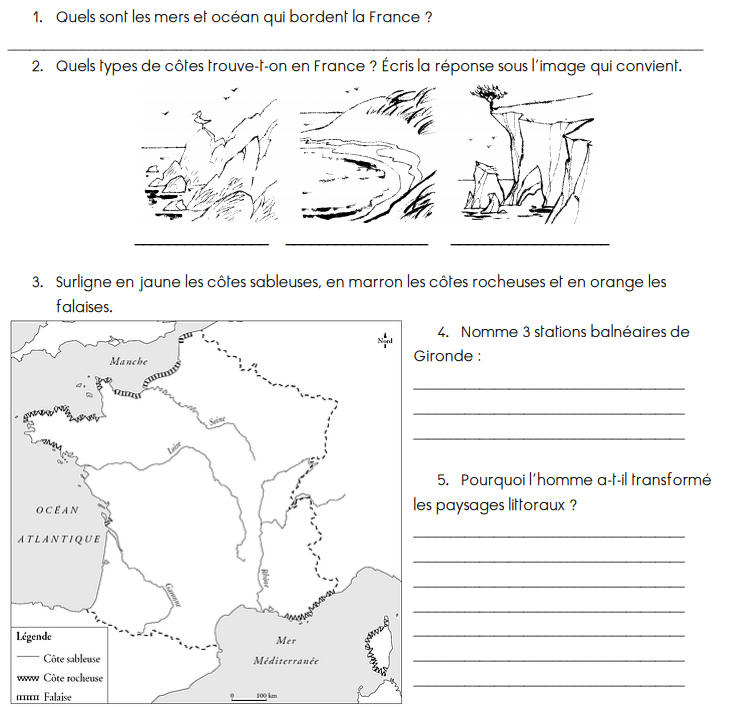 1. Quels sont les mers et océan qui bordent la France ?
2. Quels types de côtes trouve-t-on en France ? Écris la réponse sous l'image qui convient.
3. Surligne en jaune les côtes sableuses, en marron les côtes rocheuses et en orange les
falaises.
Manche
Nord
Seine
Loire
OCÉAN
ATLANTIQUE
Rhône
Garonne
Mer
Méditerranée
Légende
Côte sableuse
Côte rocheuse
Falaise
0 100 km
4. Nomme 3 stations balnéaires de
Gironde :
5. Pourquoi l'homme a-t-il transformé
les paysages littoraux ?